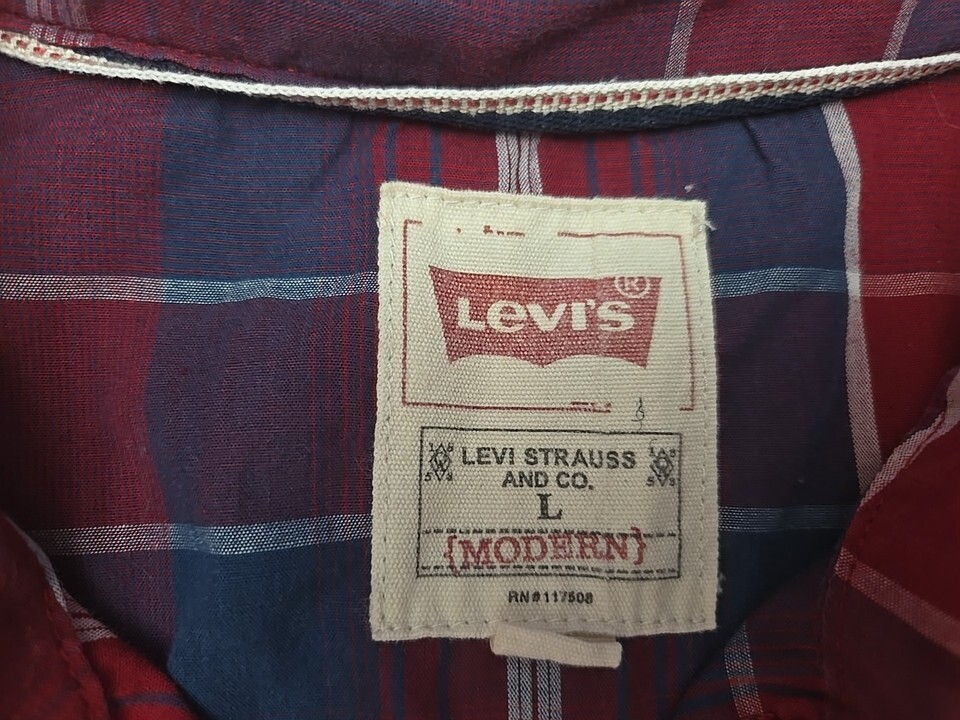 LEVI'S®
LEVI STRAUSS
AND CO.
L
{MODERN}
RN#117508